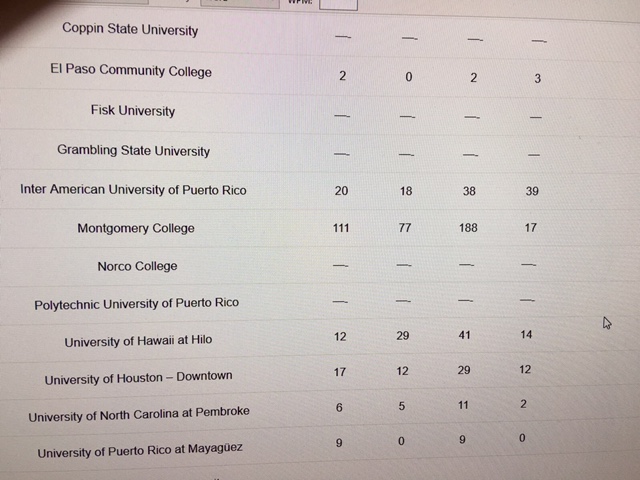 WPM:
Coppin State University — — — —
El Paso Community College 2 0 2 3
Fisk University — — — —
Grambling State University — — — —
Inter American University of Puerto Rico 20 18 38 39
Montgomery College 111 77 188 17
Norco College — — — —
Polytechnic University of Puerto Rico — — — —
University of Hawaii at Hilo 12 29 41 14
University of Houston – Downtown 17 12 29 12
University of North Carolina at Pembroke 6 5 11 2
University of Puerto Rico at Mayagüez 9 0 9 0